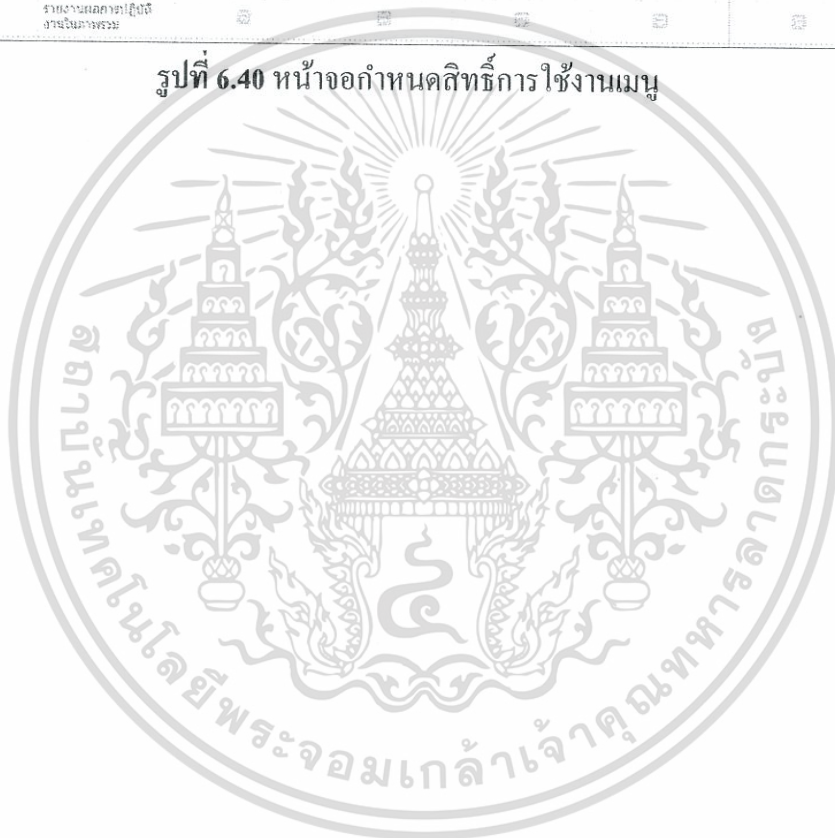 รายงานผลการปฏิบัติ
งานในภาพรวม
รูปที่ 6.40 หน้าจอกำหนดสิทธิ์การใช้งานเมนู
สถาบันเทคโนโลยีพระจอมเกล้าเจ้าคุณทหารลาดกระบัง